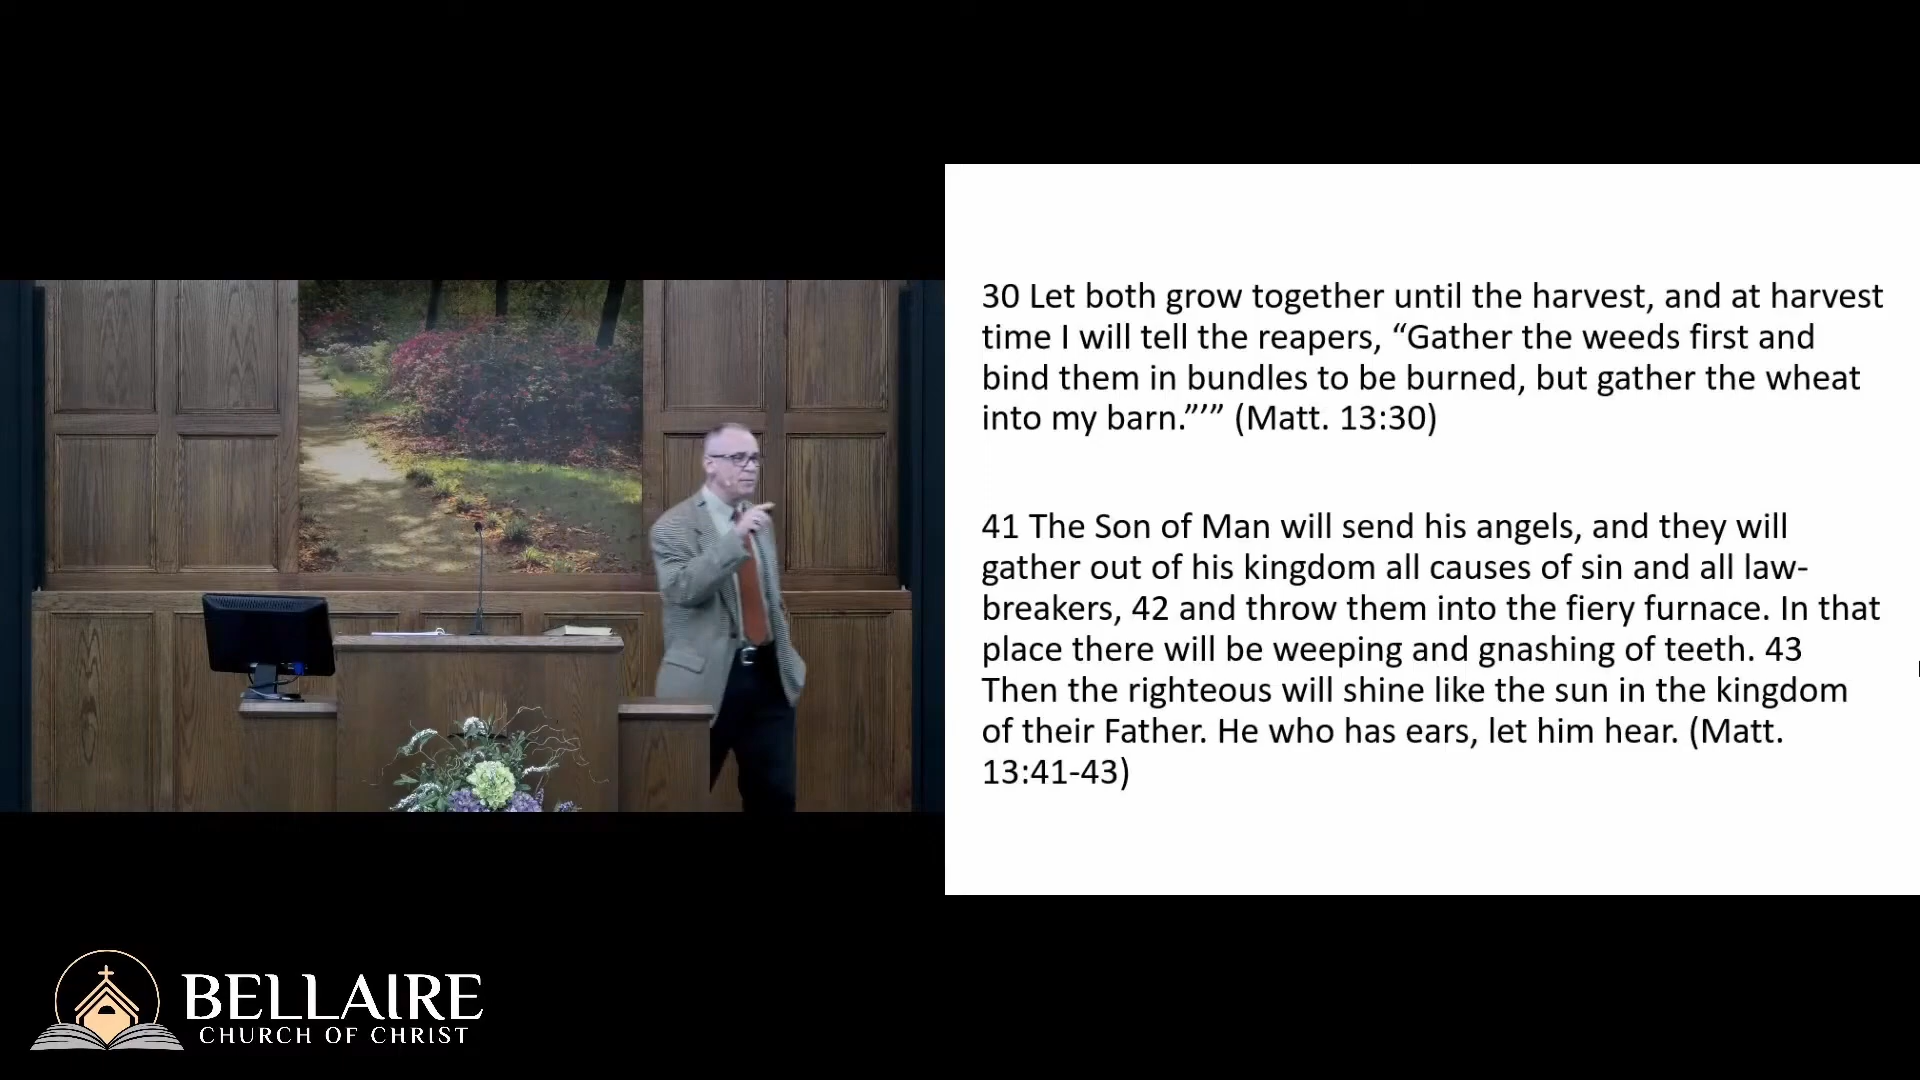 30 Let both grow together until the harvest, and at harvest
time I will tell the reapers, “Gather the weeds first and
bind them in bundles to be burned, but gather the wheat
into my barn.”’” (Matt. 13:30)
41 The Son of Man will send his angels, and they will
gather out of his kingdom all causes of sin and all law-
breakers, 42 and throw them into the fiery furnace. In that
place there will be weeping and gnashing of teeth. 43
Then the righteous will shine like the sun in the kingdom
of their Father. He who has ears, let him hear. (Matt.
13:41-43)
BELLAIRE
CHURCH OF CHRIST